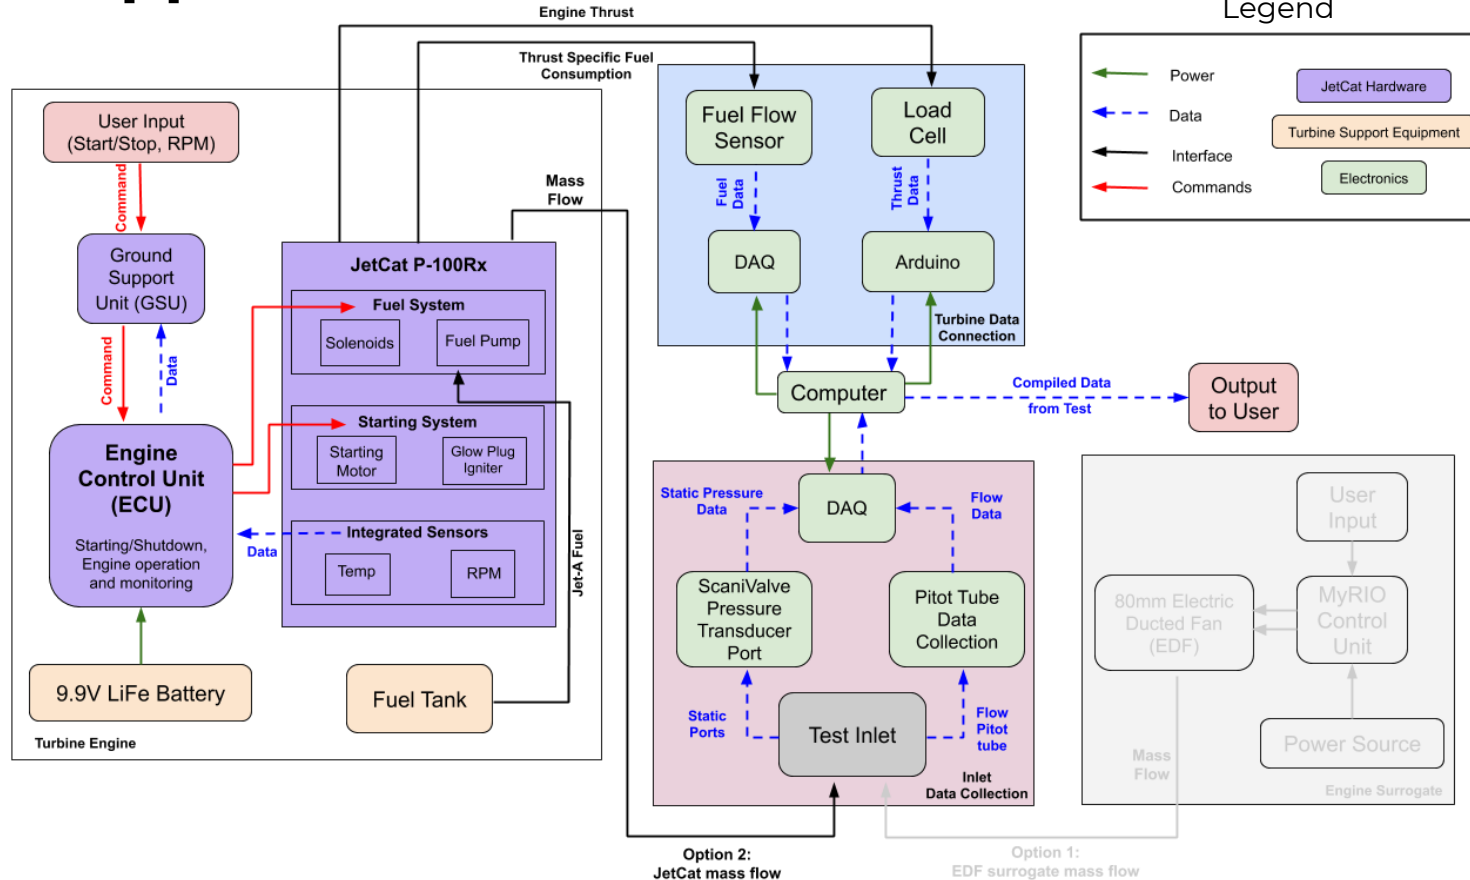 Legend
Power
Data
Interface
Commands
JetCat Hardware
Turbine Support Equipment
Electronics
Engine Thrust
Thrust Specific Fuel
Consumption
User Input
(Start/Stop, RPM)
Command
Ground
Support
Unit (GSU)
Command
Data
Engine
Control Unit
(ECU)
Starting/Shutdown,
Engine operation
and monitoring
9.9V LiFe Battery
Turbine Engine
Mass
Flow
JetCat P-100Rx
Fuel System
Solenoids
Fuel Pump
Starting System
Starting
Motor
Glow Plug
Igniter
Integrated Sensors
Data
Temp
RPM
Jet-A Fuel
Fuel Tank
Fuel Flow
Sensor
Load
Cell
Fuel
Data
Thrust
Data
DAQ
Arduino
Turbine Data
Connection
Computer
Compiled Data
from Test
Output
to User
Static Pressure
Data
DAQ
Flow
Data
ScaniValve
Pressure
Transducer
Port
Pitot Tube
Data
Collection
Static
Ports
Test Inlet
Flow
Pitot
tube
Inlet
Data Collection
Option 2:
JetCat mass flow
User
Input
80mm Electric
Ducted Fan
(EDF)
MyRIO
Control
Unit
Power Source
Mass
Flow
Engine Surrogate
Option 1:
EDF surrogate mass flow